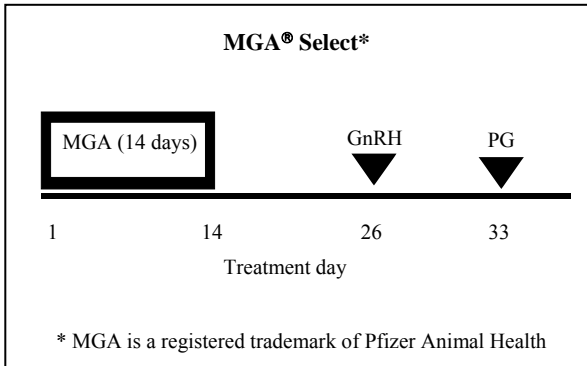 MGA® Select*
MGA (14 days)
GnRH
PG
1
14
26
33
Treatment day
* MGA is a registered trademark of Pfizer Animal Health